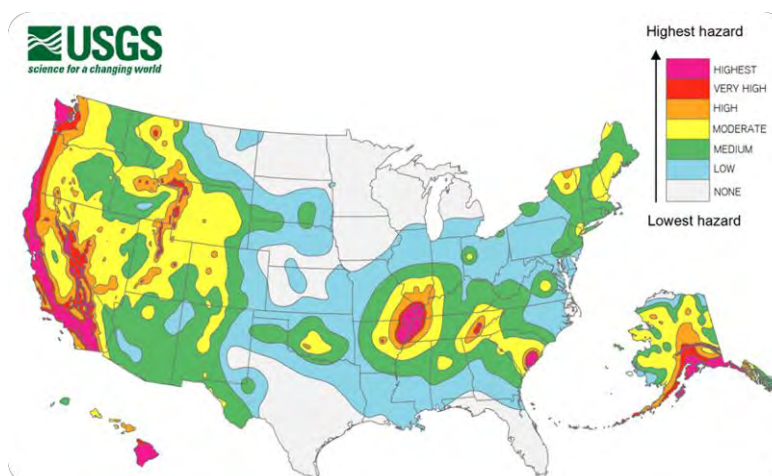 USGS
science for a changing world
Highest hazard
HIGHEST
VERY HIGH
HIGH
MODERATE
MEDIUM
LOW
NONE
Lowest hazard